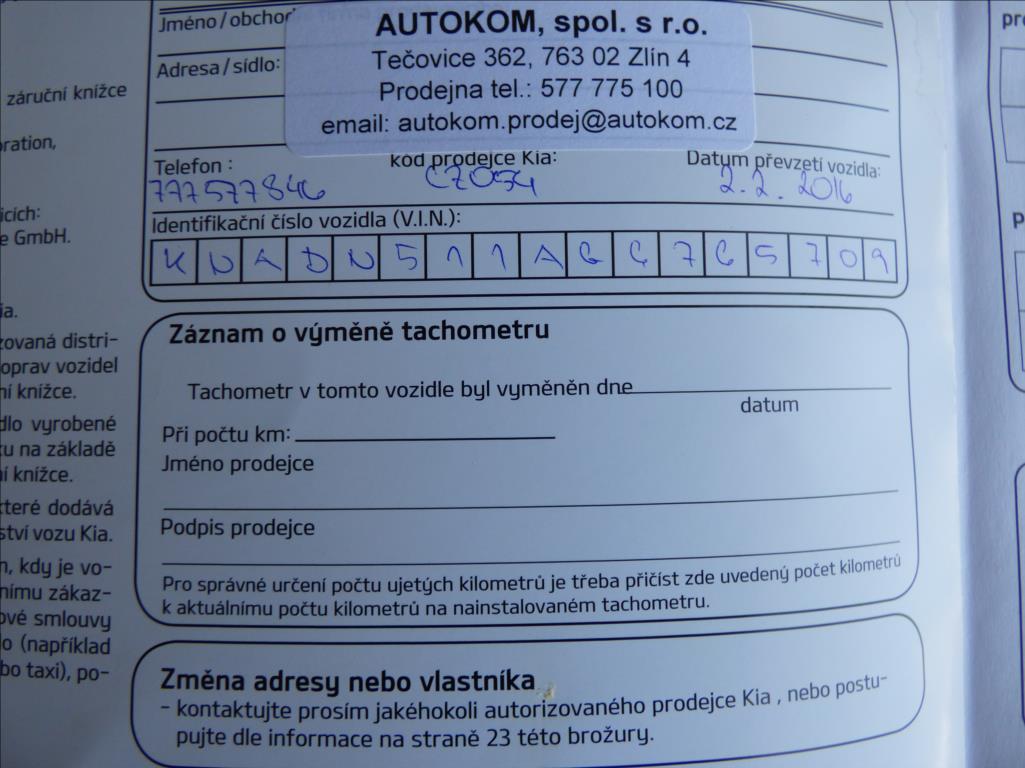 Jméno/obchod
AUTOKOM, spol. s r.o.
Tečovice 362, 763 02 Zlín 4
Prodejna tel.: 577 775 100
email: autokom.prodej@autokom.cz
Adresa/sídlo:
Telefon : kód prodejce Kia: Datum převzetí vozidla:
777577846 CZ054 2.2.2016
Identifikační číslo vozidla (V.I.N.):
KNADN511AGG765709
Záznam o výměně tachometru
Tachometr v tomto vozidle byl vyměněn dne
datum
Při počtu km:
Jméno prodejce
Podpis prodejce
Pro správné určení počtu ujetých kilometrů je třeba přičíst zde uvedený počet kilometrů
k aktuálnímu počtu kilometrů na nainstalovaném tachometru.
Změna adresy nebo vlastníka
- kontaktujte prosím jakéhokoli autorizovaného prodejce Kia , nebo postu-
pujte dle informace na straně 23 této brožury.
záruční knížce
oration,
icích:
e GmbH.
ia.
zovaná distri-
oprav vozidel
ní knížce.
dlo vyrobené
ku na základě
í knížce.
které dodává
ství vozu Kia.
n, kdy je vo-
nímu zákaz-
ové smlouvy
lo (například
bo taxi), po-